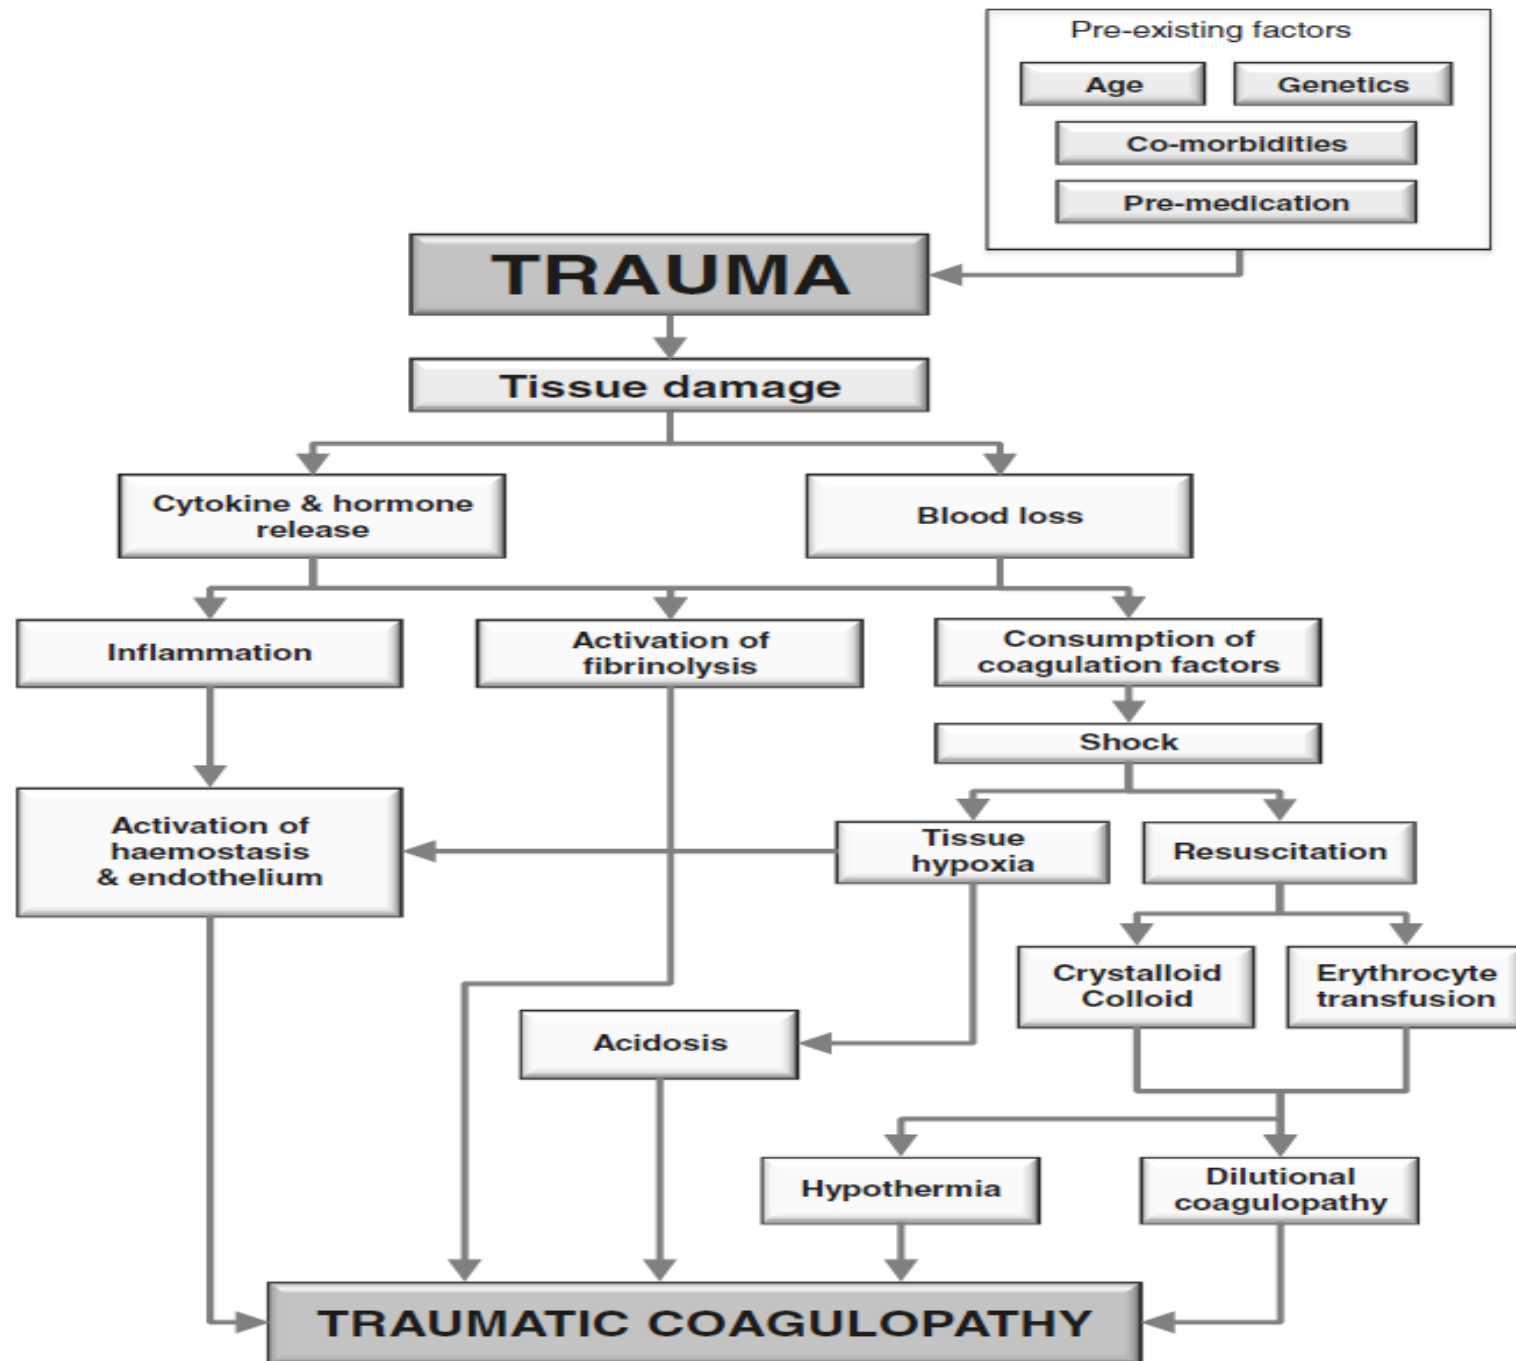 Pre-existing factors
Age
Genetics
Co-morbidities
Pre-medication
TRAUMA
Tissue damage
Cytokine & hormone
release
Blood loss
Inflammation
Activation of
fibrinolysis
Consumption of
coagulation factors
Shock
Activation of
haemostasis
& endothelium
Tissue
hypoxia
Resuscitation
Crystalloid
Colloid
Erythrocyte
transfusion
Acidosis
Hypothermia
Dilutional
coagulopathy
TRAUMATIC COAGULOPATHY